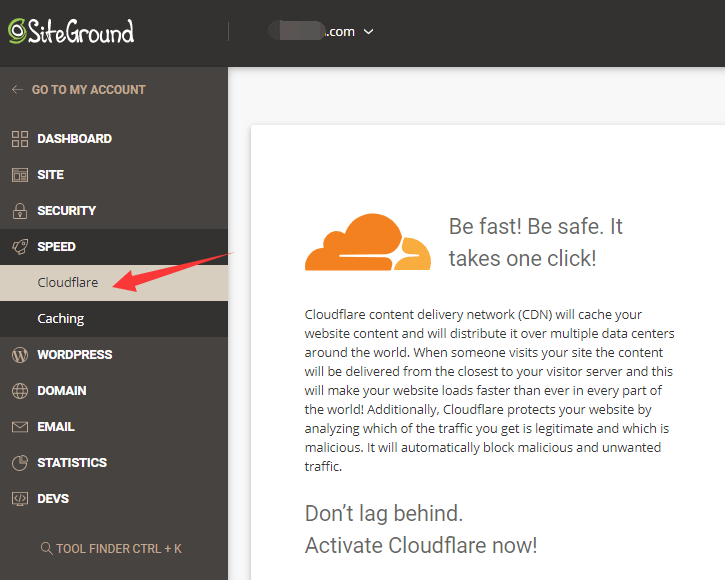 SiteGround
.com
GO TO MY ACCOUNT
DASHBOARD
SITE
SECURITY
SPEED
Cloudflare
Caching
WORDPRESS
DOMAIN
EMAIL
STATISTICS
DEVS
TOOL FINDER CTRL + K
Be fast! Be safe. It
takes one click!
Cloudflare content delivery network (CDN) will cache your
website content and will distribute it over multiple data centers
around the world. When someone visits your site the content
will be delivered from the closest to your visitor server and this
will make your website loads faster than ever in every part of
the world! Additionally, Cloudflare protects your website by
analyzing which of the traffic you get is legitimate and which is
malicious. It will automatically block malicious and unwanted
traffic.
Don’t lag behind.
Activate Cloudflare now!